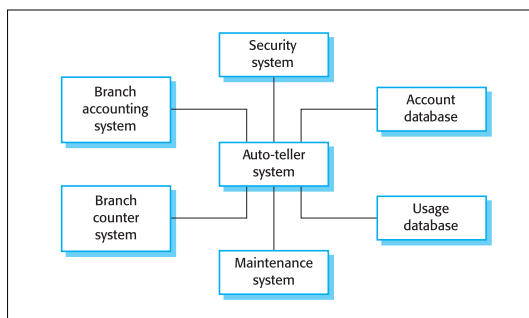 Security
system
Branch
accounting
system
Account
database
Auto-teller
system
Branch
counter
system
Usage
database
Maintenance
system